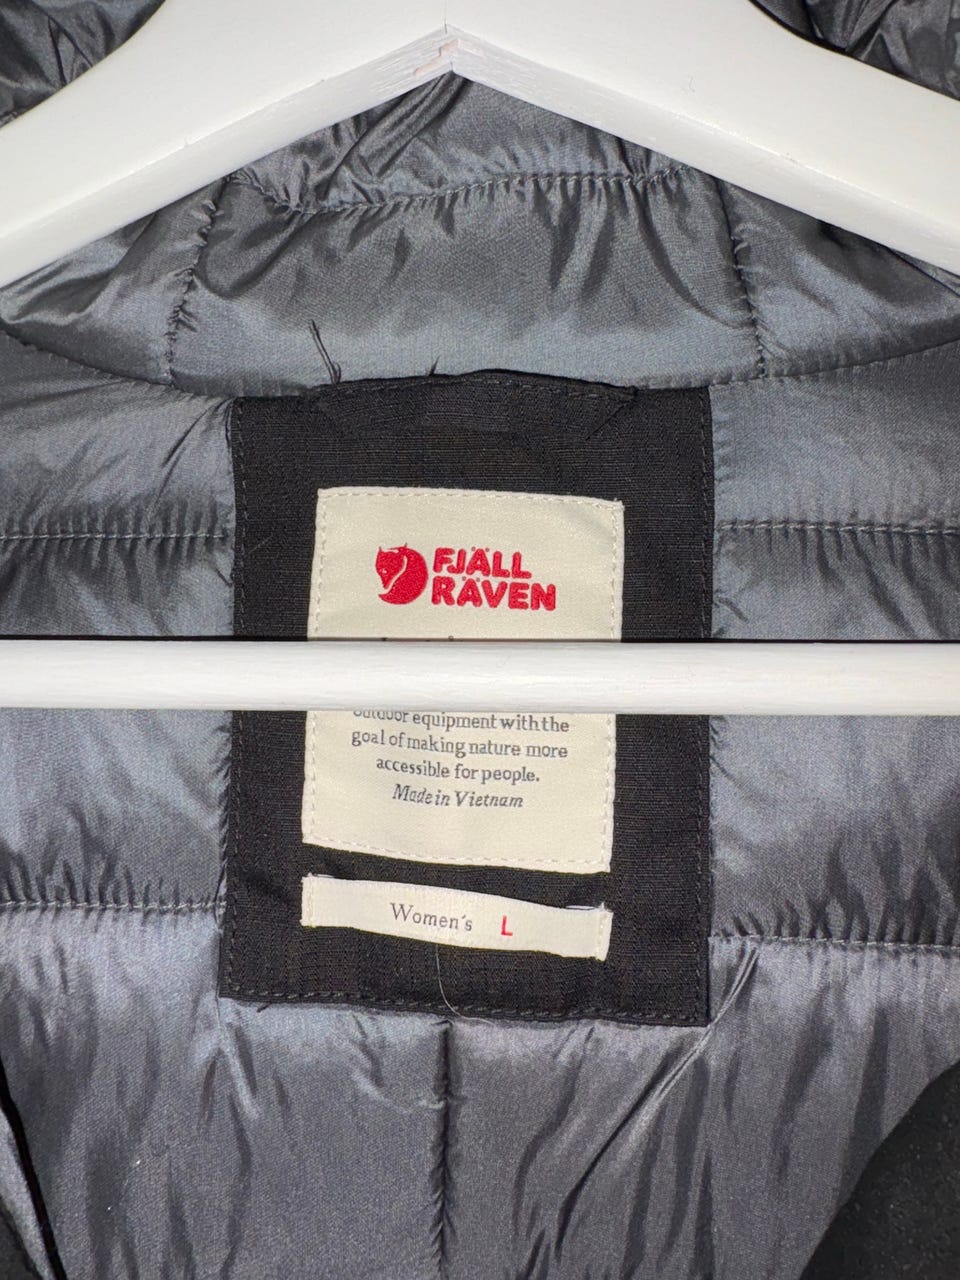 FJÄLL
RÄVEN
outdoor equipment with the
goal of making nature more
accessible for people.
Made in Vietnam
Women´s L